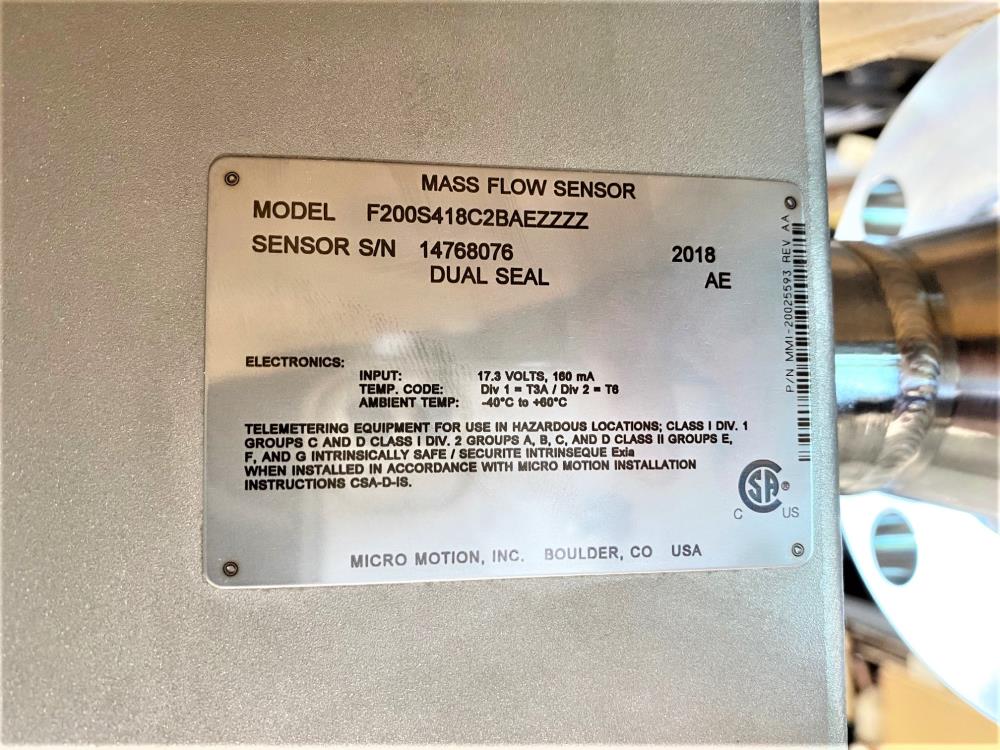 MASS FLOW SENSOR
MODEL F200S418C2BAEZZZZ
SENSOR S/N 14768076 2018
DUAL SEAL AE
P/N MMI-20025593 REV AA
ELECTRONICS:
INPUT: 17.3 VOLTS, 160 mA
TEMP. CODE: Div 1 = T3A / Div 2 = T6
AMBIENT TEMP: -40°C to +60°C
TELEMETERING EQUIPMENT FOR USE IN HAZARDOUS LOCATIONS; CLASS I DIV. 1
GROUPS C AND D CLASS I DIV. 2 GROUPS A, B, C, AND D CLASS II GROUPS E,
F, AND G INTRINSICALLY SAFE / SECURITE INTRINSEQUE Exia
WHEN INSTALLED IN ACCORDANCE WITH MICRO MOTION INSTALLATION
INSTRUCTIONS CSA-D-IS.
CSA ®
C US
MICRO MOTION, INC. BOULDER, CO USA